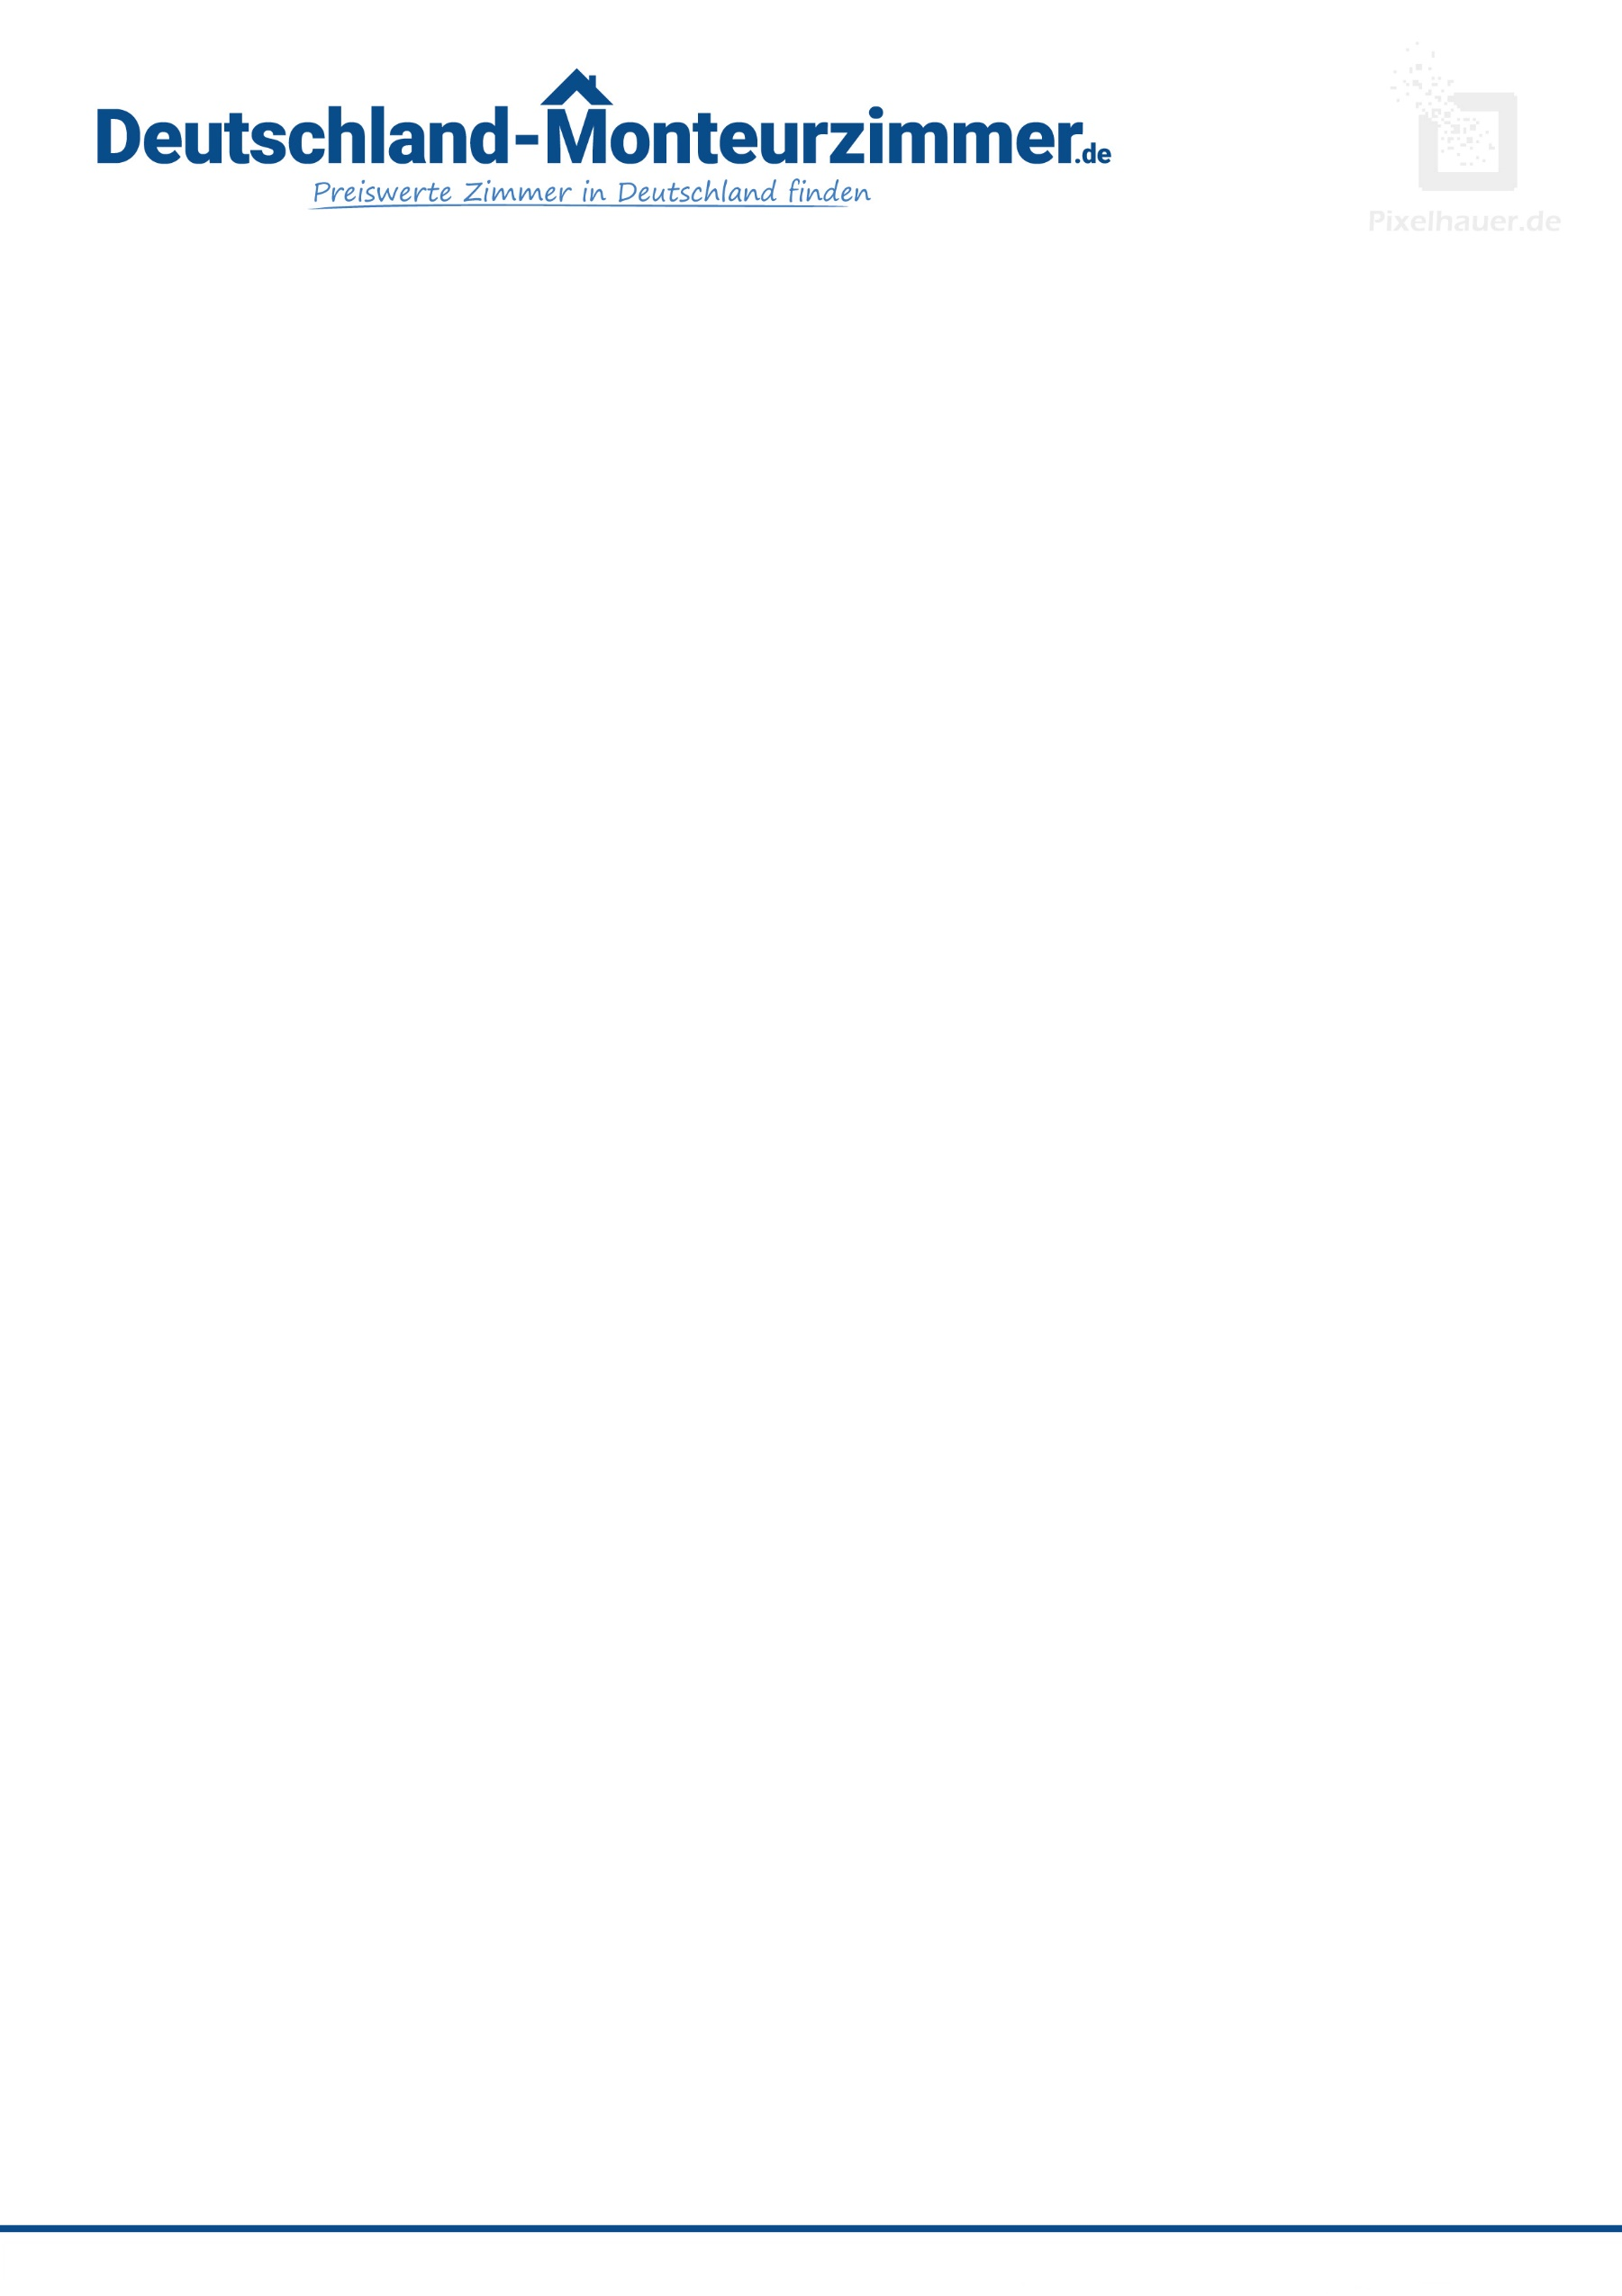 Deutschland-Monteurzimmer.de
Preiswerte Zimmer in Deutschland finden
Pixelhauer.de